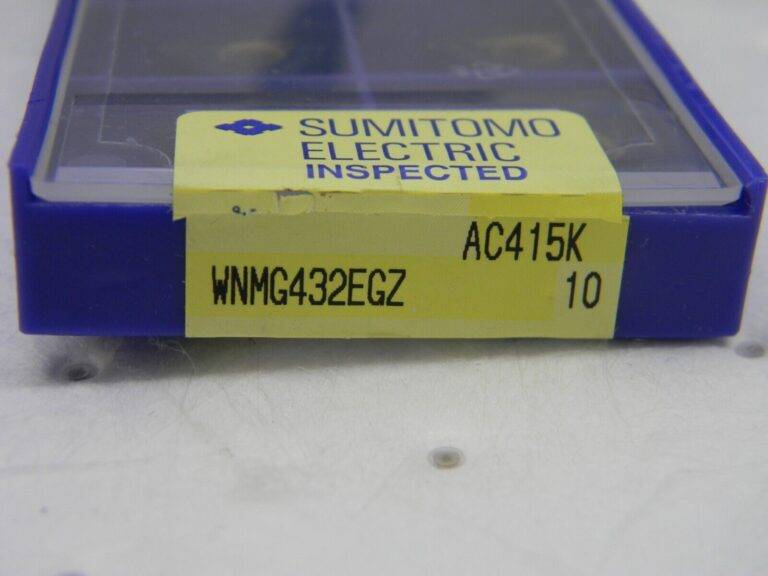 SUMITOMO
ELECTRIC
INSPECTED
AC415K
WNMG432EGZ 10